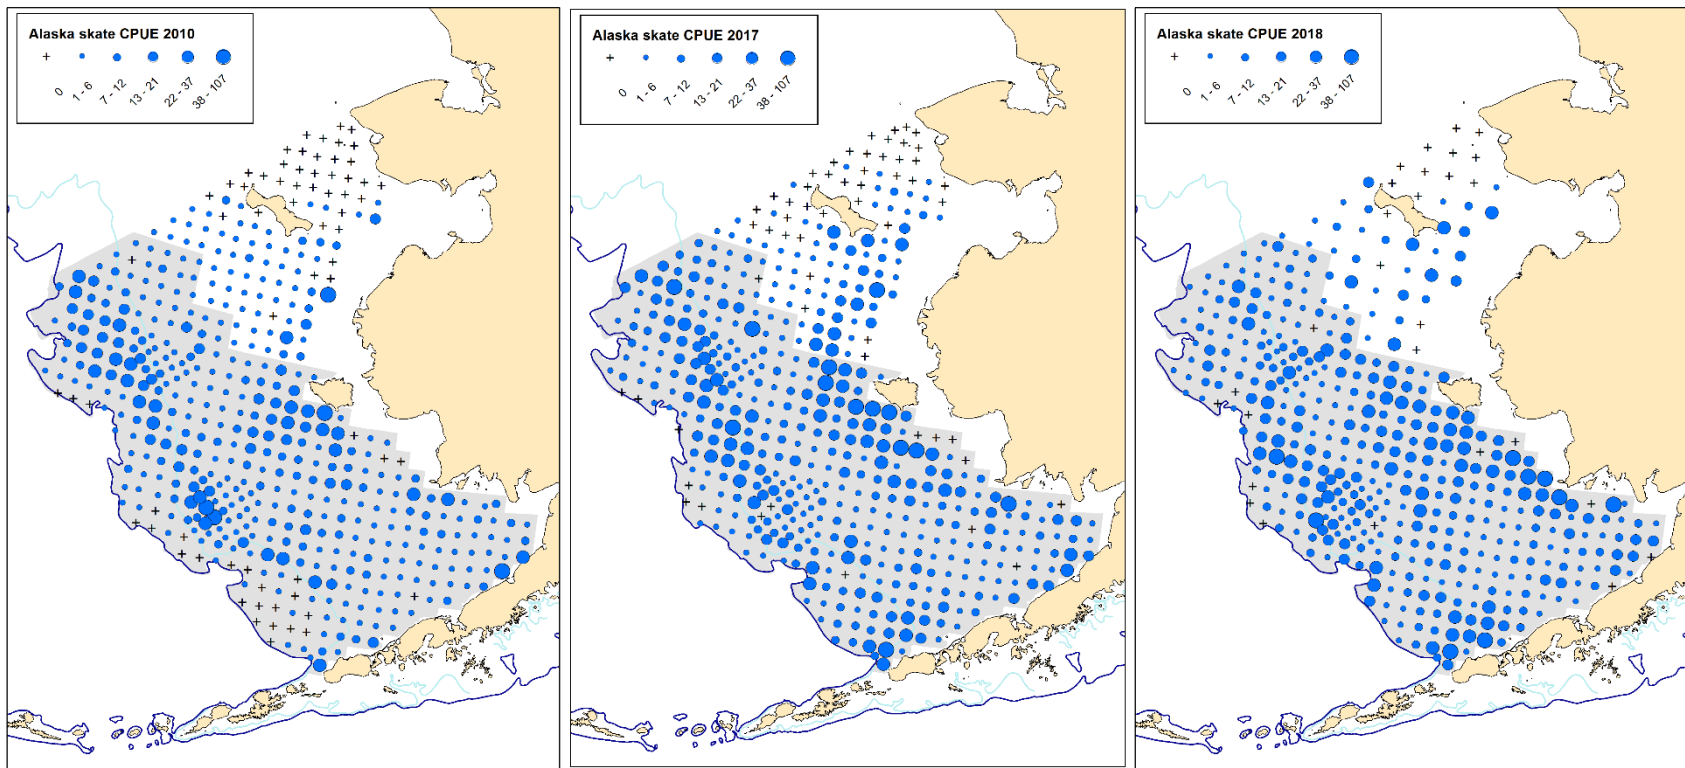 Alaska skate CPUE 2010
0
1 - 6
7 - 12
13 - 21
22 - 37
38 - 107
Alaska skate CPUE 2017
0
1 - 6
7 - 12
13 - 21
22 - 37
38 - 107
Alaska skate CPUE 2018
0
1 - 6
7 - 12
13 - 21
22 - 37
38 - 107